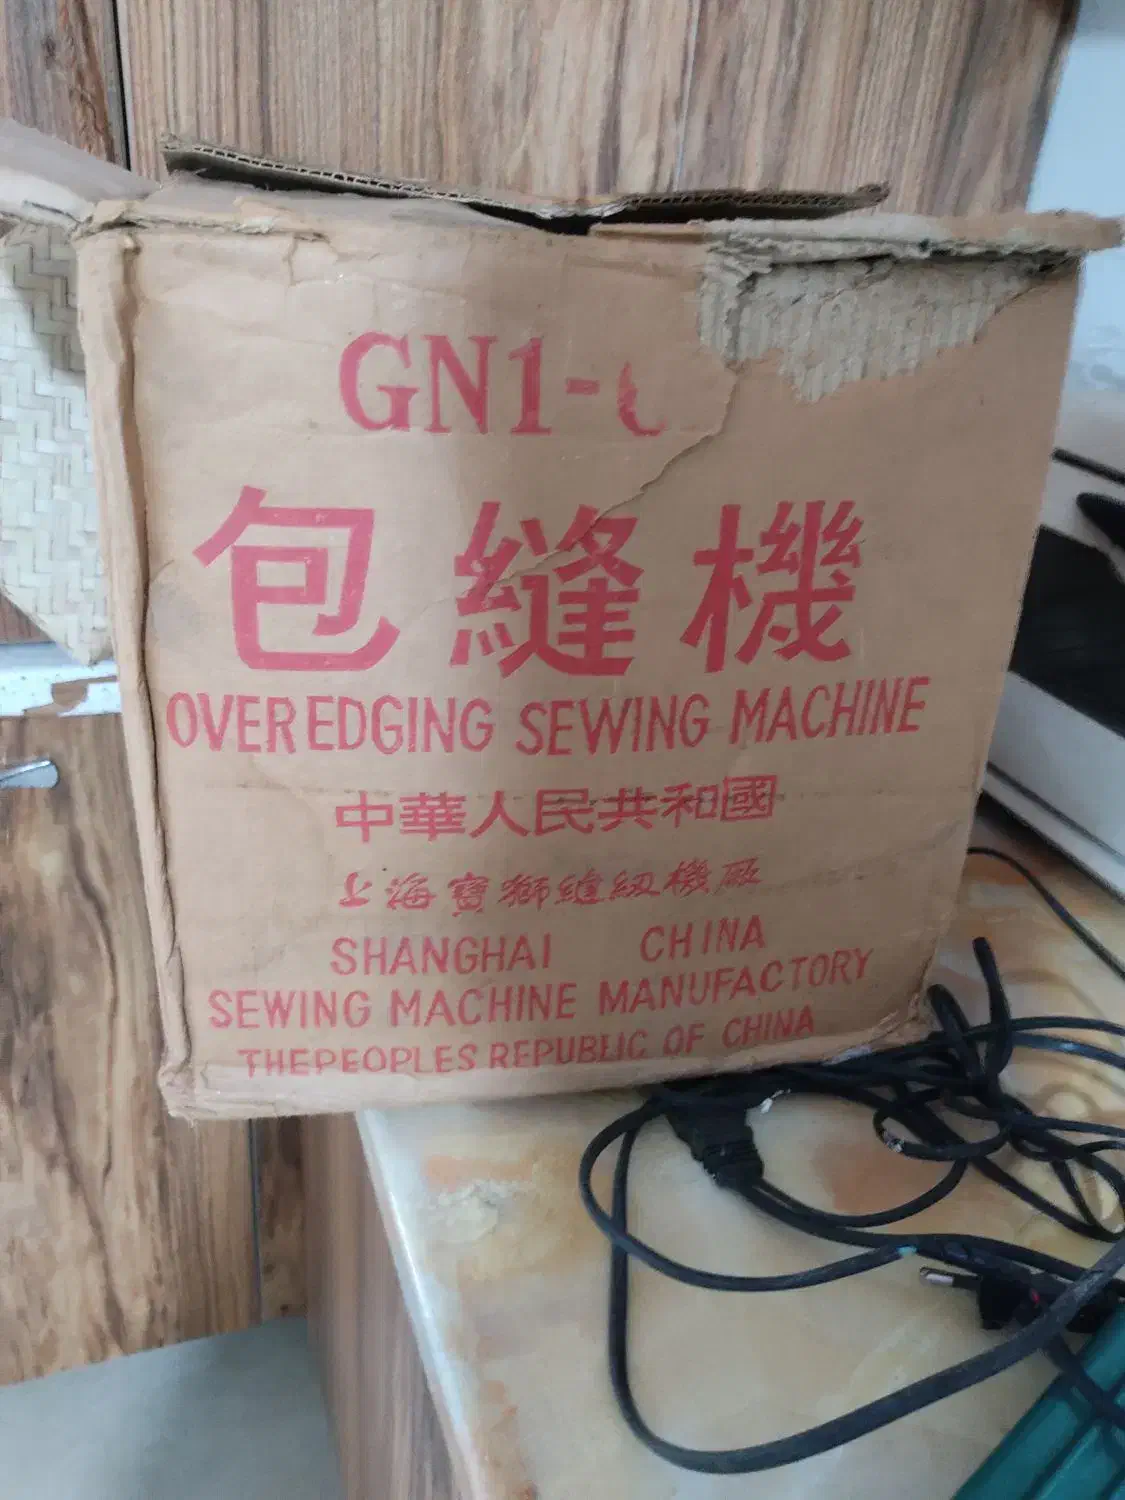 GN1-
包縫機
OVEREDGING SEWING MACHINE
中華人民共和國
上海寶獅縫紉機廠
SHANGHAI CHINA
SEWING MACHINE MANUFACTORY
THEPEOPLES REPUBLIC OF CHINA